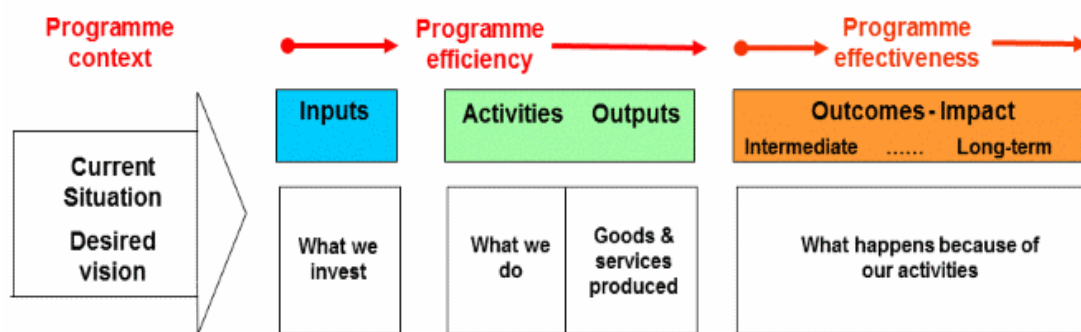 Programme
context
Programme
efficiency
Programme
effectiveness
Inputs
Activities Outputs
Outcomes - Impact
Intermediate ...... Long-term
Current
Situation
Desired
vision
What we
invest
What we
do
Goods &
services
produced
What happens because of
our activities